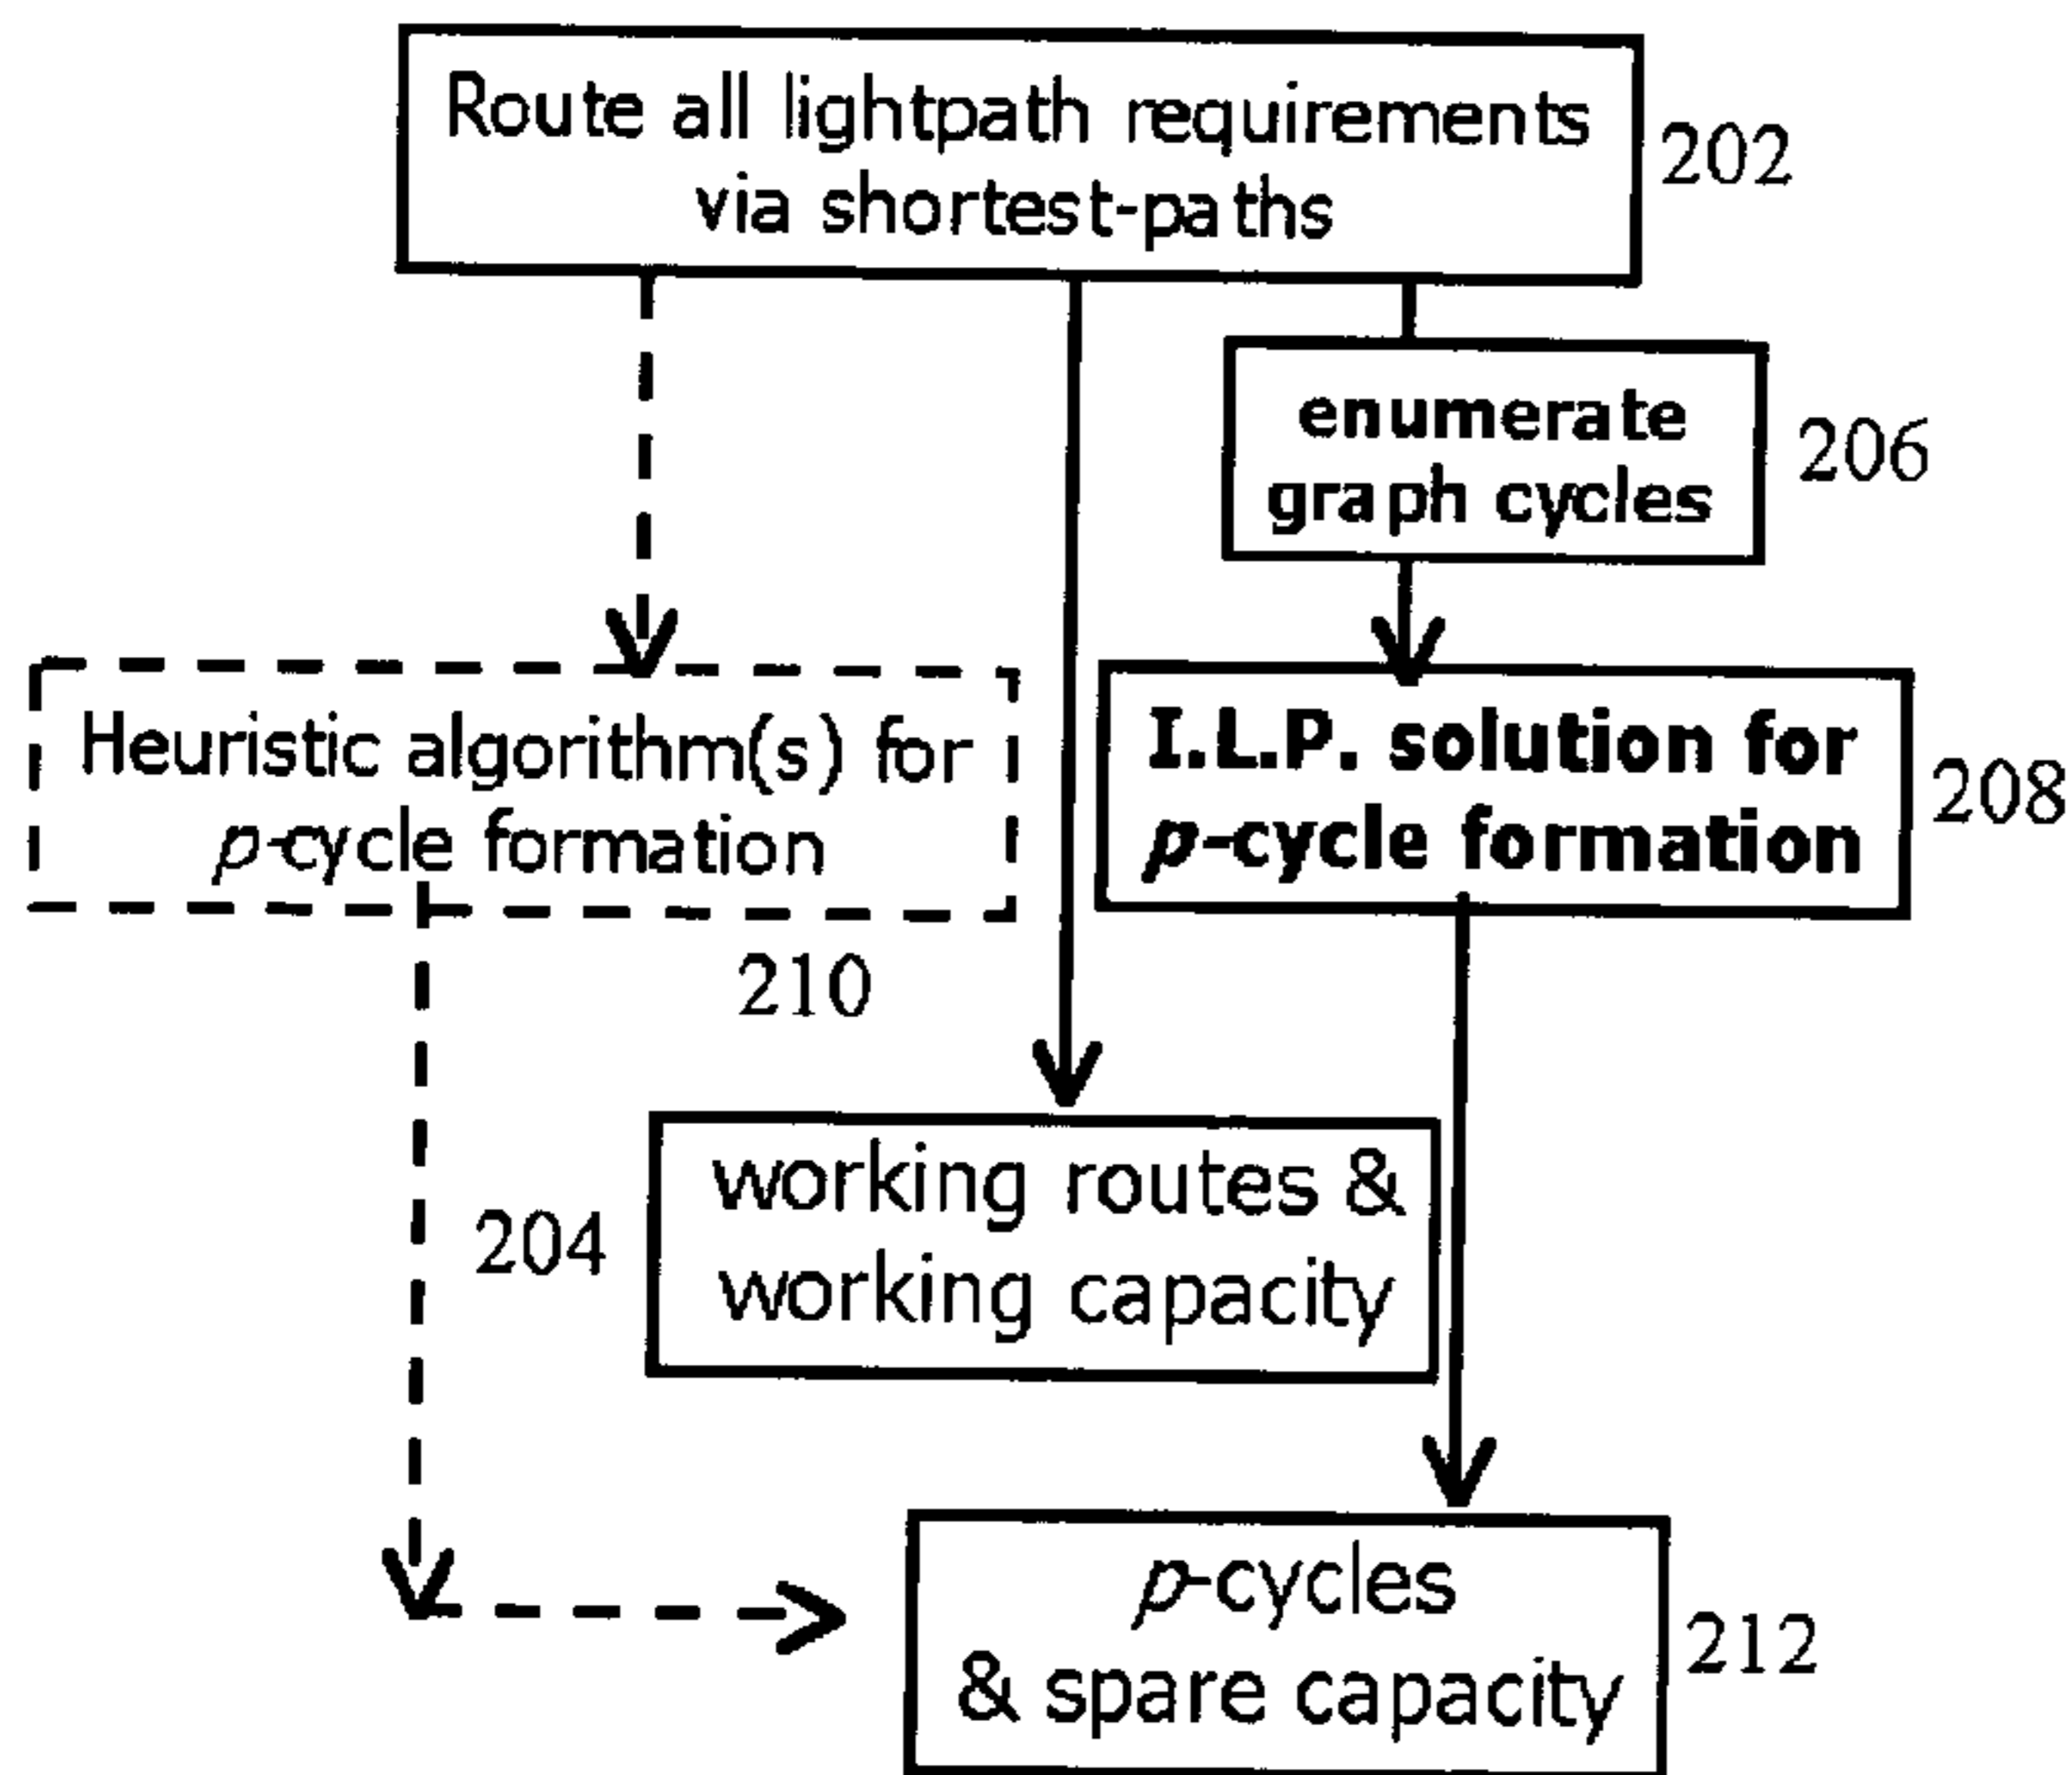 Route all lightpath requirements
via shortest-paths
202
enumerate
graph cycles
206
Heuristic algorithm(s) for
p-cycle formation
210
I.L.P. solution for
p-cycle formation
208
204
working routes &
working capacity
p-cycles
& spare capacity
212